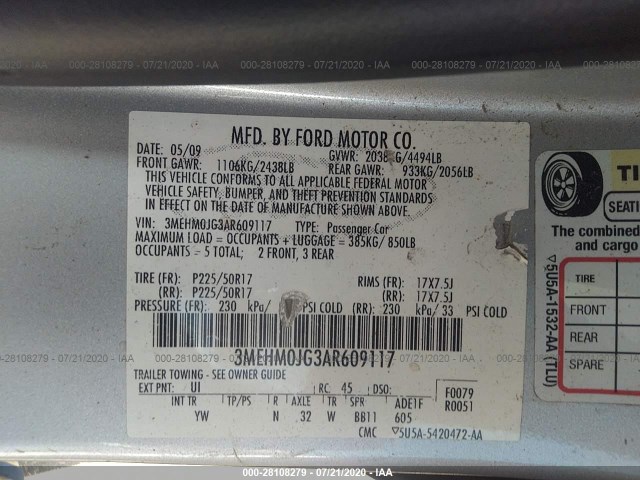 000-28108279 - 07/21/2020 - IAA
MFD. BY FORD MOTOR CO.
DATE: 05/09
GVWR: 2038 G/4494LB
FRONT GAWR: 1106KG/2438LB
REAR GAWR: 933KG/2056LB
THIS VEHICLE CONFORMS TO ALL APPLICABLE FEDERAL MOTOR
VEHICLE SAFETY, BUMPER, AND THEFT PREVENTION STANDARDS
IN EFFECT ON THE DATE OF MANUFACTURE SHOWN ABOVE.
VIN: 3MEHM0JG3AR609117 TYPE: Passenger Car
MAXIMUM LOAD = OCCUPANTS + LUGGAGE = 385KG/ 850LB
OCCUPANTS = 5 TOTAL; 2 FRONT, 3 REAR
TIRE (FR): P225/50R17 RIMS (FR): 17X7.5J
(RR): P225/50R17 (RR): 17X7.5J
PRESSURE (FR): 230 kPa/ PSI COLD (RR): 230 kPa/ 33 PSI COLD
3MEHM0JG3AR609117
TRAILER TOWING - SEE OWNER GUIDE
EXT PNT: UI RC: 45 DSO:
F0079
R0051
INT TR TP/PS R AXLE TR SPR ADE1F
YW N 32 W BB11 605
CMC ▽5U5A-5420472-AA
▽5U5A-1532-AA (TLU)
TI
SEATI
The combined
and cargo
TIRE
FRONT
REAR
SPARE
000-28108279 - 07/21/2020 - IAA